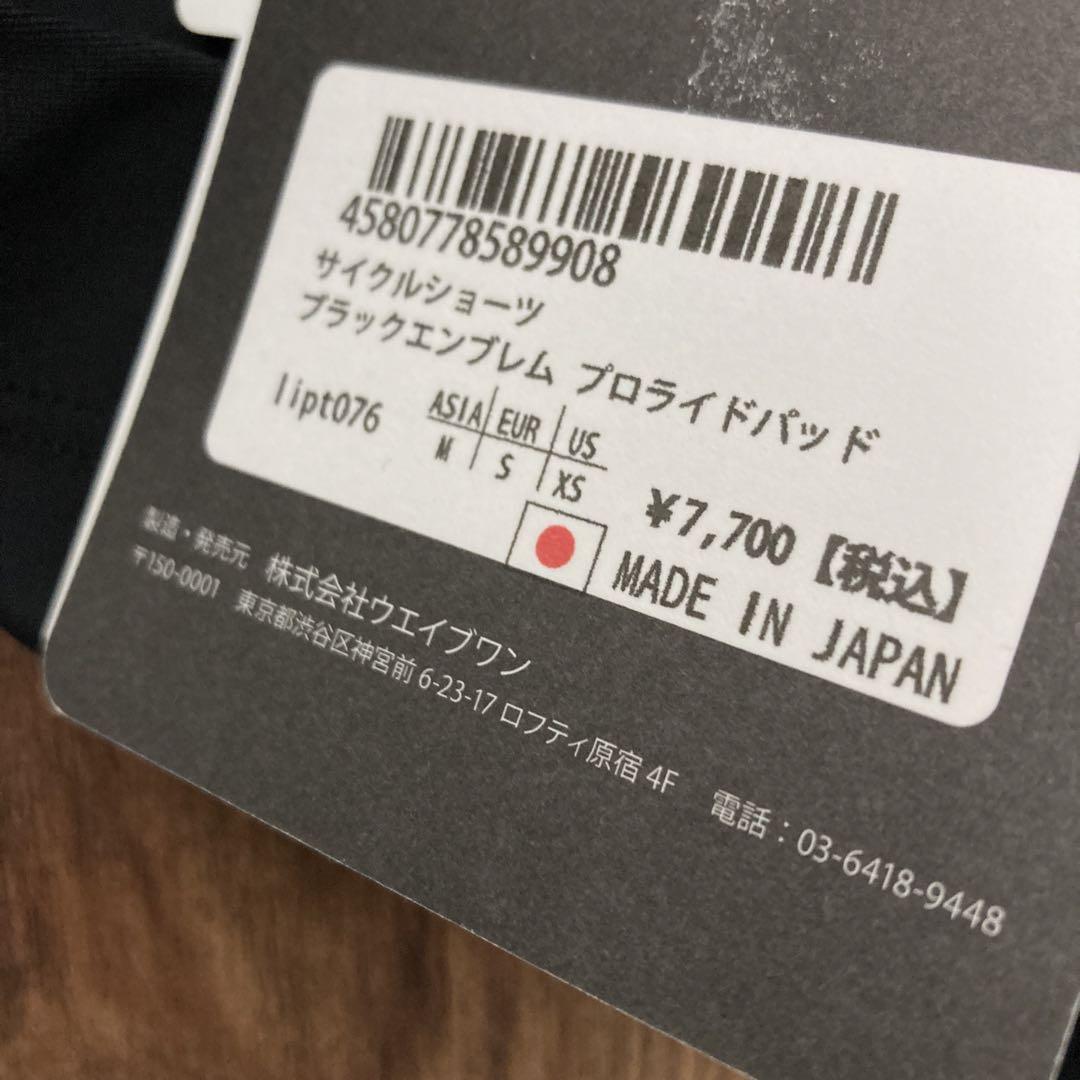 4580778589908
サイクルショーツ
ブラックエンブレム プロライドパッド
lipt076
ASIA EUR US
M S XS
¥7,700【税込】
MADE IN JAPAN
製造・発売元 株式会社ウエイブワン
〒150-0001 東京都渋谷区神宮前 6-23-17 ロフティ原宿 4F 電話：03-6418-9448